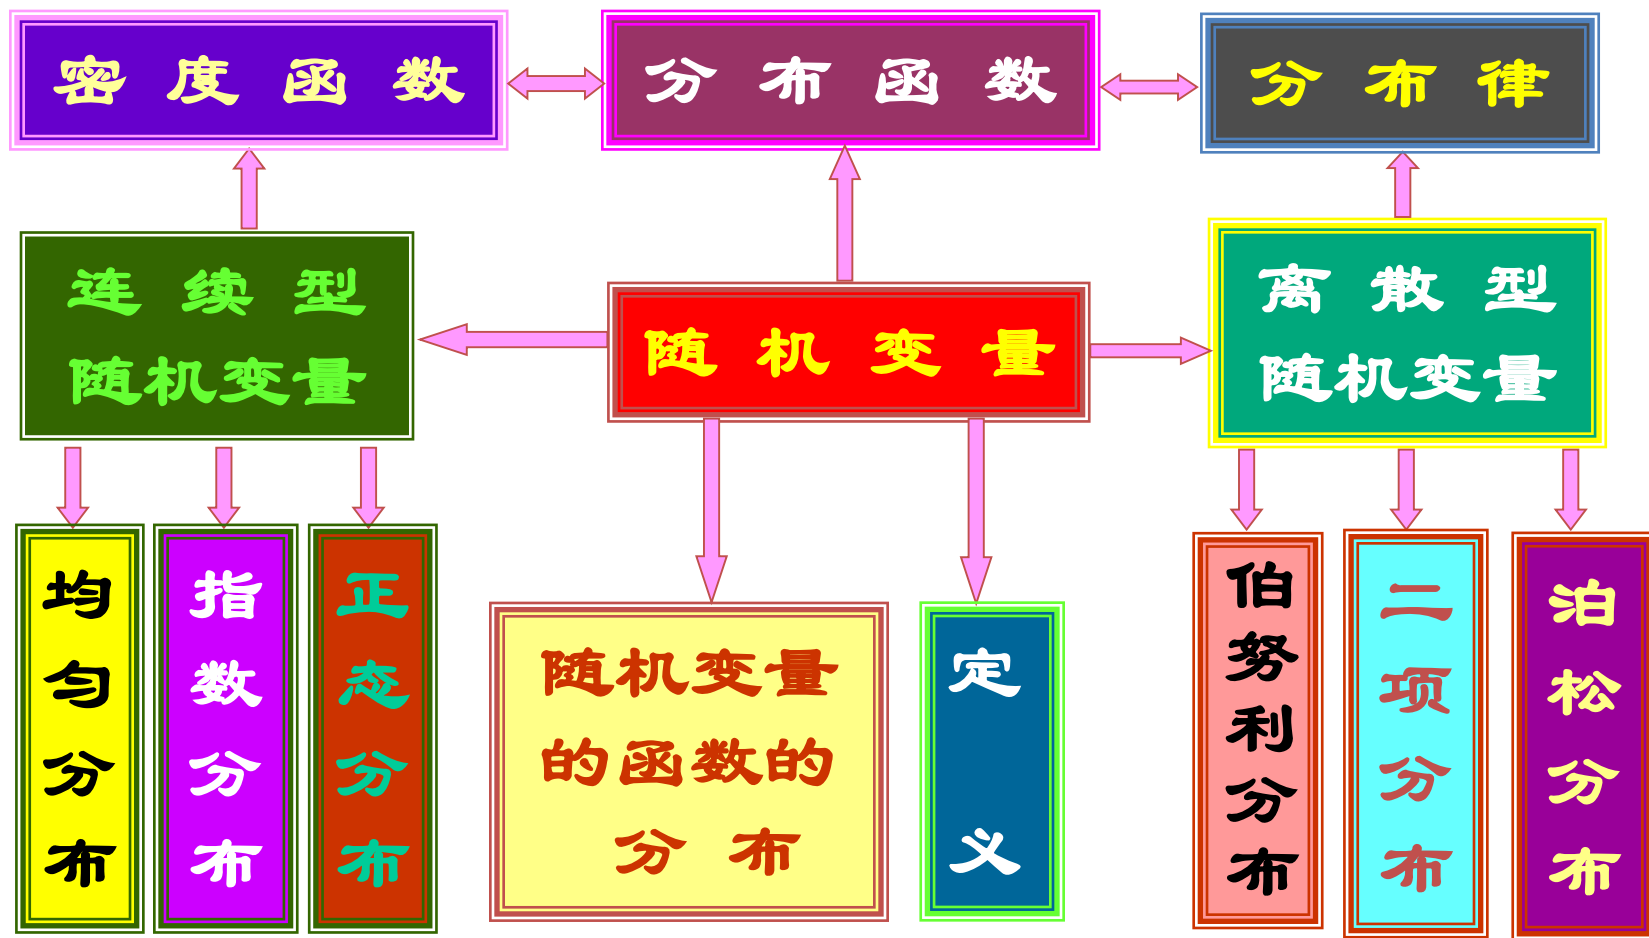 密度函数
分布函数
分布律
连续型
随机变量
随机变量
离散型
随机变量
均匀分布
指数分布
正态分布
随机变量
的函数的
分布
定义
伯努利分布
二项分布
泊松分布